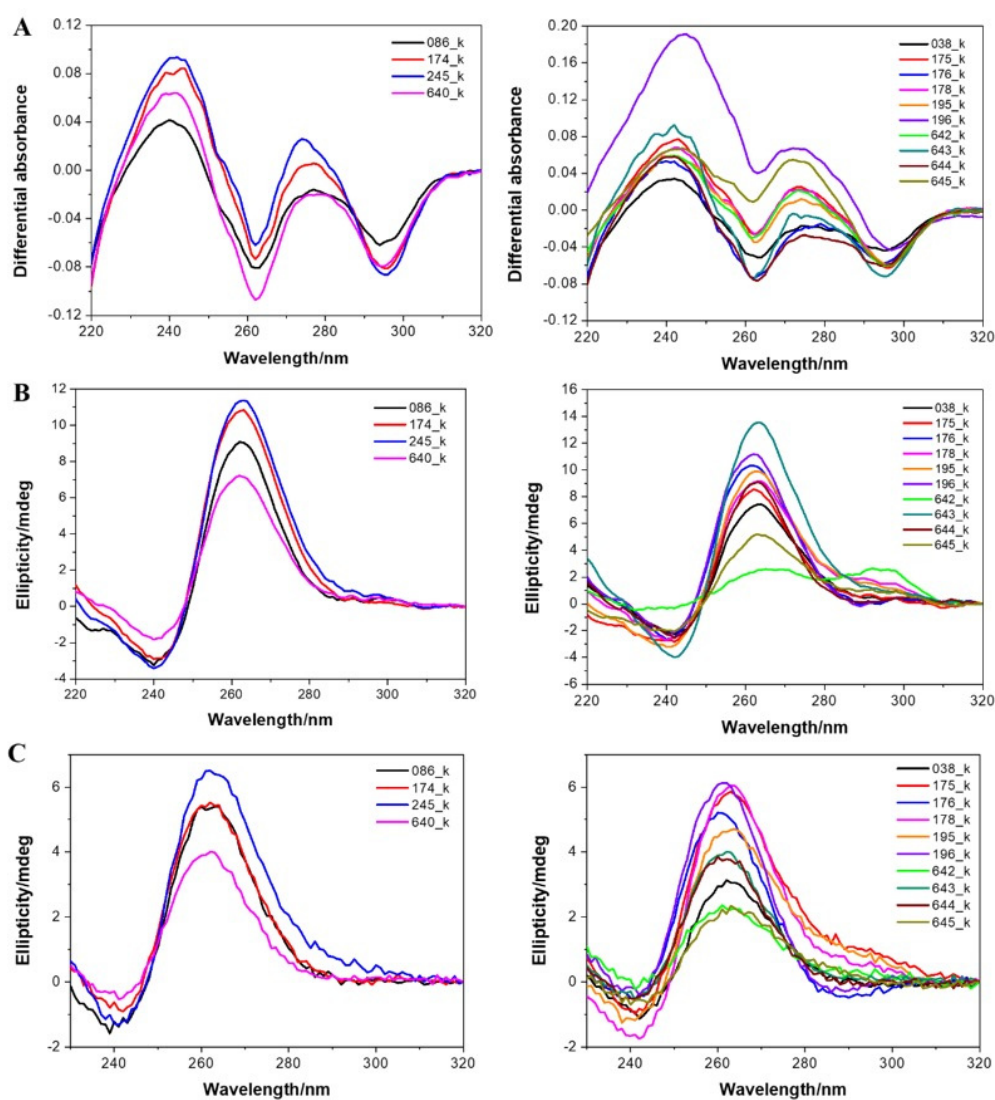 A
Differential absorbance
0.12
0.08
0.04
0.00
-0.04
-0.08
-0.12
220 240 260 280 300 320
Wavelength/nm
086_k
174_k
245_k
640_k
Differential absorbance
0.20
0.16
0.12
0.08
0.04
0.00
-0.04
-0.08
-0.12
220 240 260 280 300 320
Wavelength/nm
038_k
175_k
176_k
178_k
195_k
196_k
642_k
643_k
644_k
645_k
B
Ellipticity/mdeg
12
10
8
6
4
2
0
-2
-4
220 240 260 280 300 320
Wavelength/nm
086_k
174_k
245_k
640_k
Ellipticity/mdeg
16
14
12
10
8
6
4
2
0
-2
-4
-6
220 240 260 280 300 320
Wavelength/nm
038_k
175_k
176_k
178_k
195_k
196_k
642_k
643_k
644_k
645_k
C
Ellipticity/mdeg
6
4
2
0
-2
240 260 280 300 320
Wavelength/nm
086_k
174_k
245_k
640_k
Ellipticity/mdeg
6
4
2
0
-2
240 260 280 300 320
Wavelength/nm
038_k
175_k
176_k
178_k
195_k
196_k
642_k
643_k
644_k
645_k